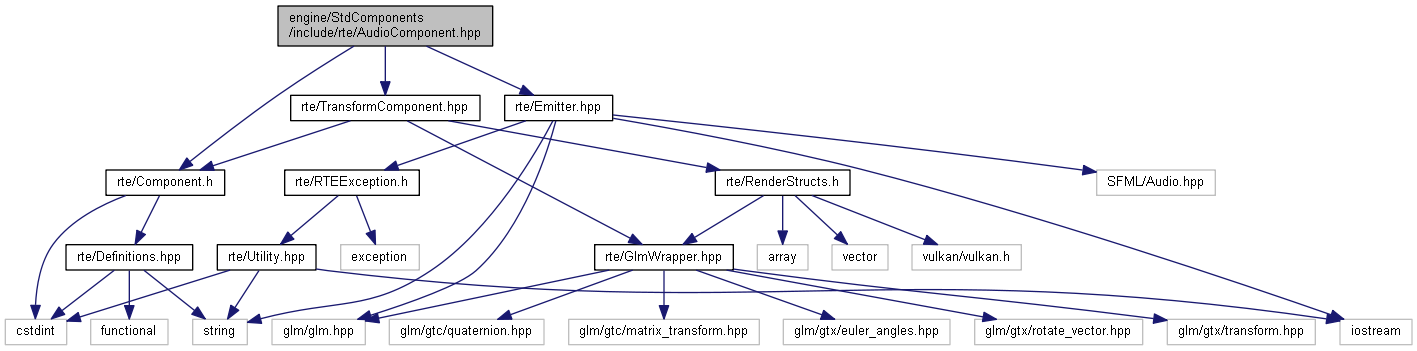 engine/StdComponents
/include/rte/AudioComponent.hpp
rte/TransformComponent.hpp
rte/Emitter.hpp
rte/Component.h
rte/RTEException.h
rte/RenderStructs.h
SFML/Audio.hpp
rte/Definitions.hpp
rte/Utility.hpp
exception
rte/GlmWrapper.hpp
array
vector
vulkan/vulkan.h
cstdint
functional
string
glm/glm.hpp
glm/gtc/quaternion.hpp
glm/gtc/matrix_transform.hpp
glm/gtx/euler_angles.hpp
glm/gtx/rotate_vector.hpp
glm/gtx/transform.hpp
iostream